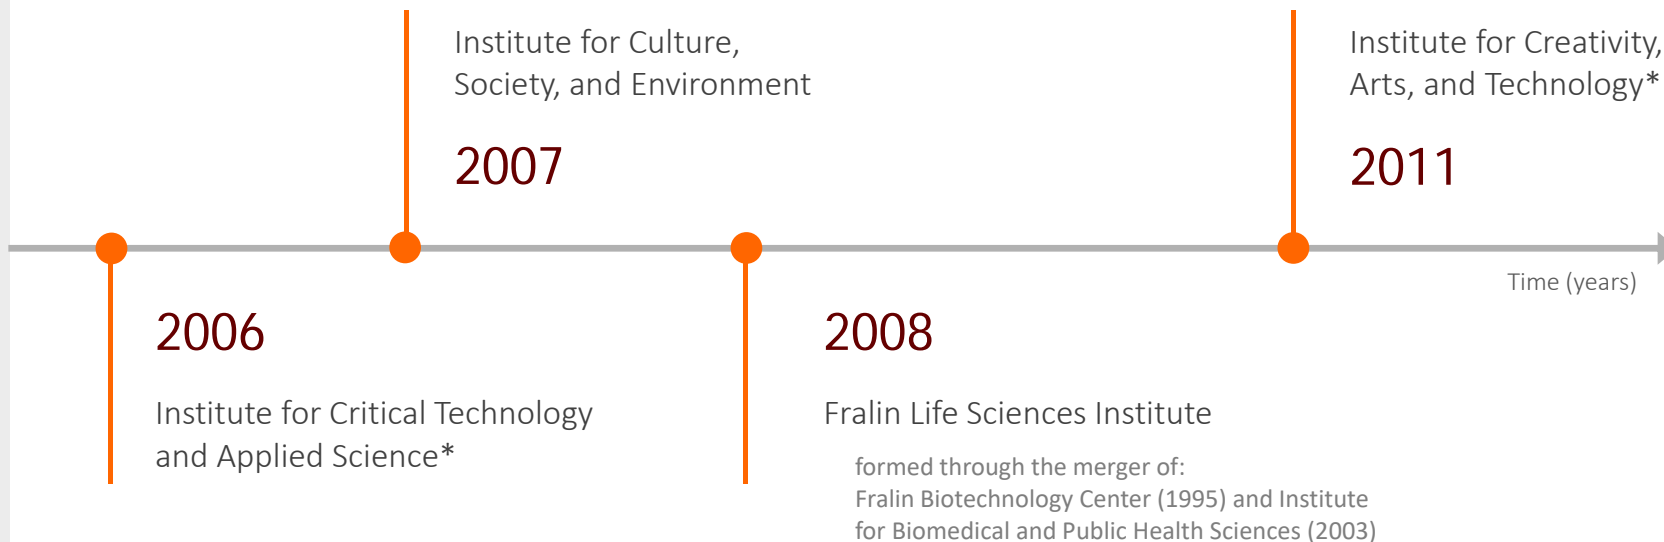 Institute for Culture,
Society, and Environment
2007
Institute for Creativity,
Arts, and Technology*
2011
Time (years)
2006
Institute for Critical Technology
and Applied Science*
2008
Fralin Life Sciences Institute
formed through the merger of:
Fralin Biotechnology Center (1995) and Institute
for Biomedical and Public Health Sciences (2003)